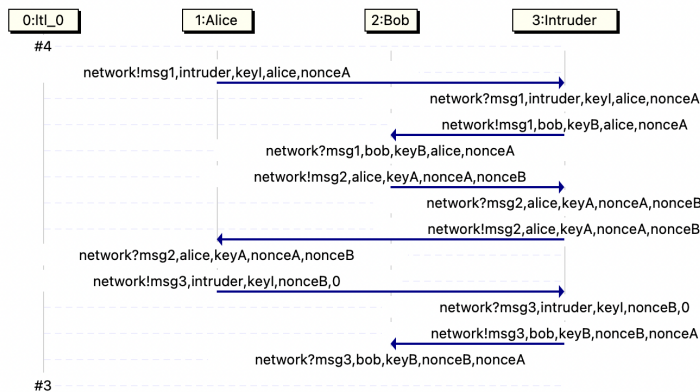 0:ltl_0 1:Alice 2:Bob 3:Intruder
#4
network!msg1,intruder,keyI,alice,nonceA
network?msg1,intruder,keyI,alice,nonceA
network!msg1,bob,keyB,alice,nonceA
network?msg1,bob,keyB,alice,nonceA
network!msg2,alice,keyA,nonceA,nonceB
network?msg2,alice,keyA,nonceA,nonceB
network!msg2,alice,keyA,nonceA,nonceB
network?msg2,alice,keyA,nonceA,nonceB
network!msg3,intruder,keyI,nonceB,0
network?msg3,intruder,keyI,nonceB,0
network!msg3,bob,keyB,nonceB,nonceA
network?msg3,bob,keyB,nonceB,nonceA
#3